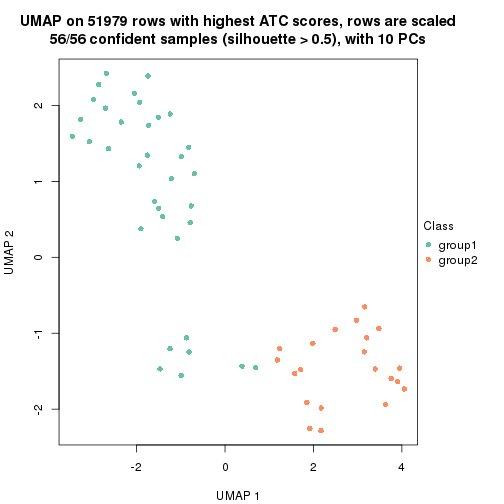 UMAP on 51979 rows with highest ATC scores, rows are scaled
56/56 confident samples (silhouette > 0.5), with 10 PCs
2
1
0
-1
-2
UMAP 2
-2
0
2
4
UMAP 1
Class
group1
group2